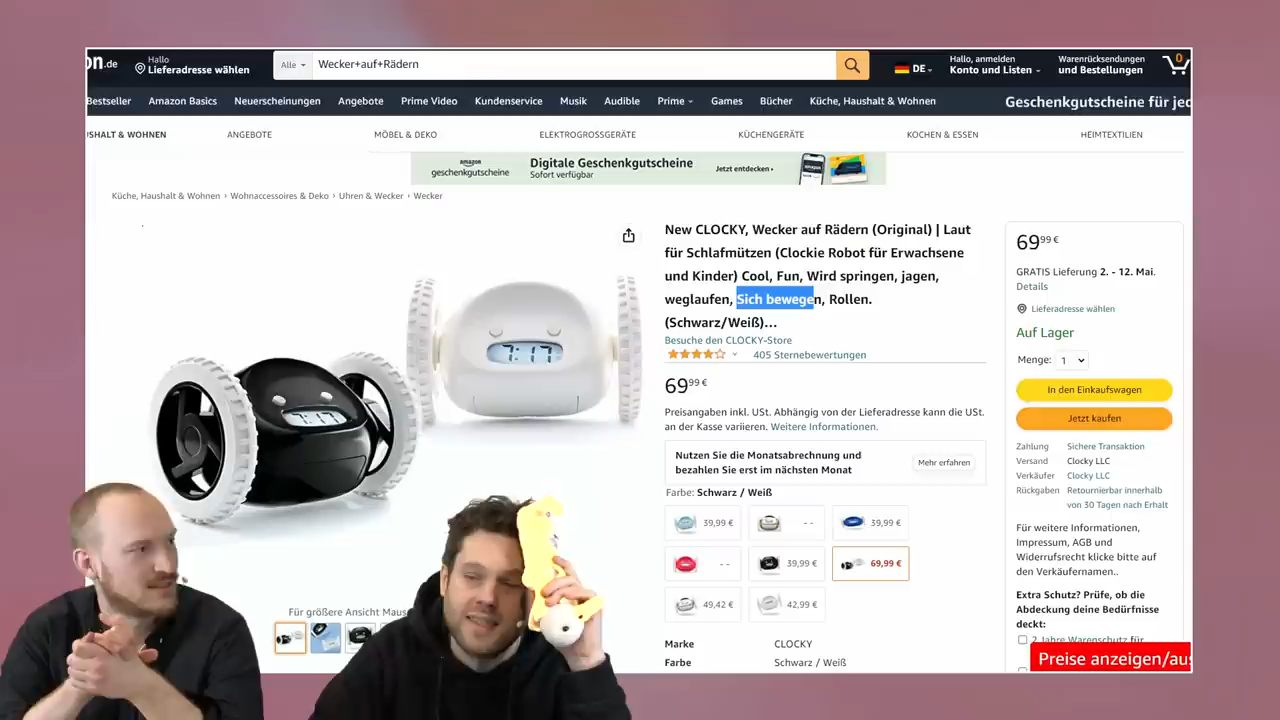 on.de
Hallo
Lieferadresse wählen
Alle
Wecker+auf+Rädern
DE
Hallo, anmelden
Konto und Listen
Warenrücksendungen
und Bestellungen
0
Bestseller
Amazon Basics
Neuerscheinungen
Angebote
Prime Video
Kundenservice
Musik
Audible
Prime
Games
Bücher
Küche, Haushalt & Wohnen
Geschenkgutscheine für jed
USHALT & WOHNEN
ANGEBOTE
MÖBEL & DEKO
ELEKTROGROSSGERÄTE
KÜCHENGERÄTE
KOCHEN & ESSEN
HEIMTEXTILIEN
amazon
geschenkgutscheine
Digitale Geschenkgutscheine
Sofort verfügbar
Jetzt entdecken ›
Küche, Haushalt & Wohnen › Wohnaccessoires & Deko › Uhren & Wecker › Wecker
7:17
7:17
Für größere Ansicht Maus
New CLOCKY, Wecker auf Rädern (Original) | Laut
für Schlafmützen (Clockie Robot für Erwachsene
und Kinder) Cool, Fun, Wird springen, jagen,
weglaufen, Sich bewegen, Rollen.
(Schwarz/Weiß)...
Besuche den CLOCKY-Store
405 Sternebewertungen
69,99 €
Preisangaben inkl. USt. Abhängig von der Lieferadresse kann die USt.
an der Kasse variieren. Weitere Informationen.
Nutzen Sie die Monatsabrechnung und
bezahlen Sie erst im nächsten Monat
Mehr erfahren
Farbe: Schwarz / Weiß
39,99 €
- -
39,99 €
- -
39,99 €
69,99 €
49,42 €
42,99 €
Marke CLOCKY
Farbe Schwarz / Weiß
69,99 €
GRATIS Lieferung 2. - 12. Mai.
Details
Lieferadresse wählen
Auf Lager
Menge: 1
In den Einkaufswagen
Jetzt kaufen
Zahlung Sichere Transaktion
Versand Clocky LLC
Verkäufer Clocky LLC
Rückgaben Retournierbar innerhalb
von 30 Tagen nach Erhalt
Für weitere Informationen,
Impressum, AGB und
Widerrufsrecht klicke bitte auf
den Verkäufernamen..
Extra Schutz? Prüfe, ob die
Abdeckung deine Bedürfnisse
deckt:
2 Jahre Warenschutz für
Preise anzeigen/aus